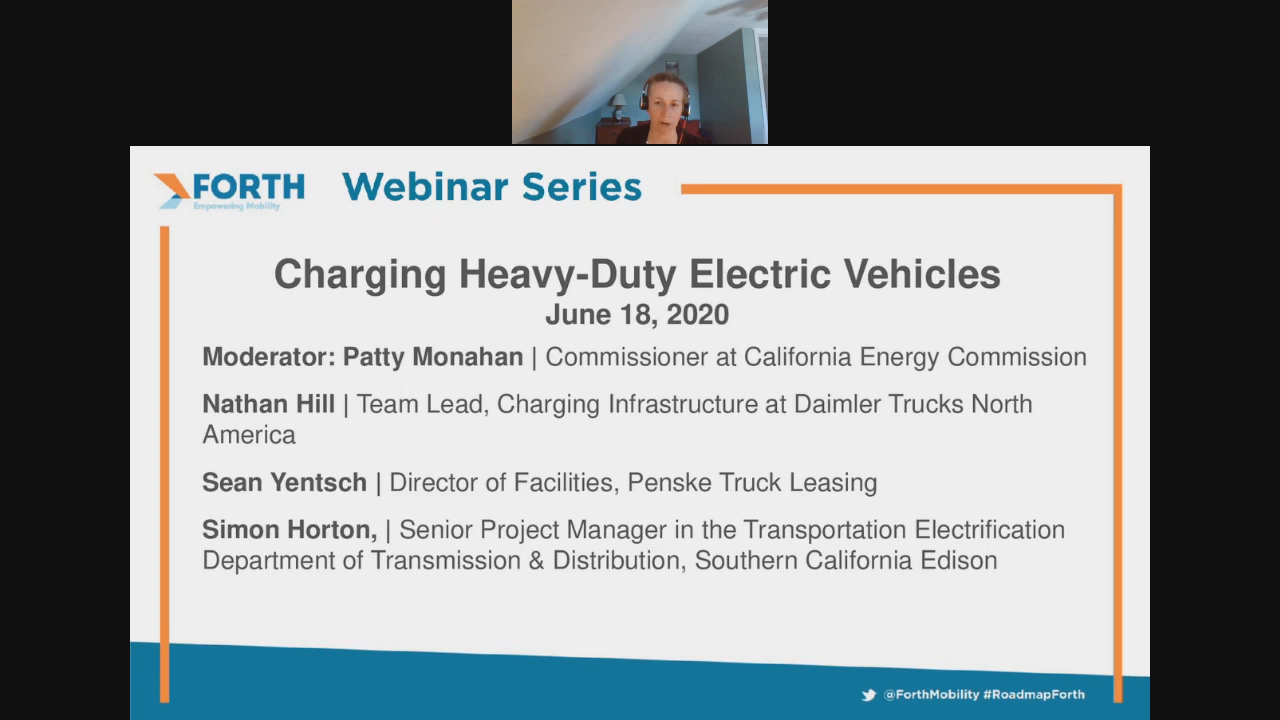 FORTH
Empowering Mobility
Webinar Series
Charging Heavy-Duty Electric Vehicles
June 18, 2020
Moderator: Patty Monahan | Commissioner at California Energy Commission
Nathan Hill | Team Lead, Charging Infrastructure at Daimler Trucks North
America
Sean Yentsch | Director of Facilities, Penske Truck Leasing
Simon Horton, | Senior Project Manager in the Transportation Electrification
Department of Transmission & Distribution, Southern California Edison
@ForthMobility #RoadmapForth